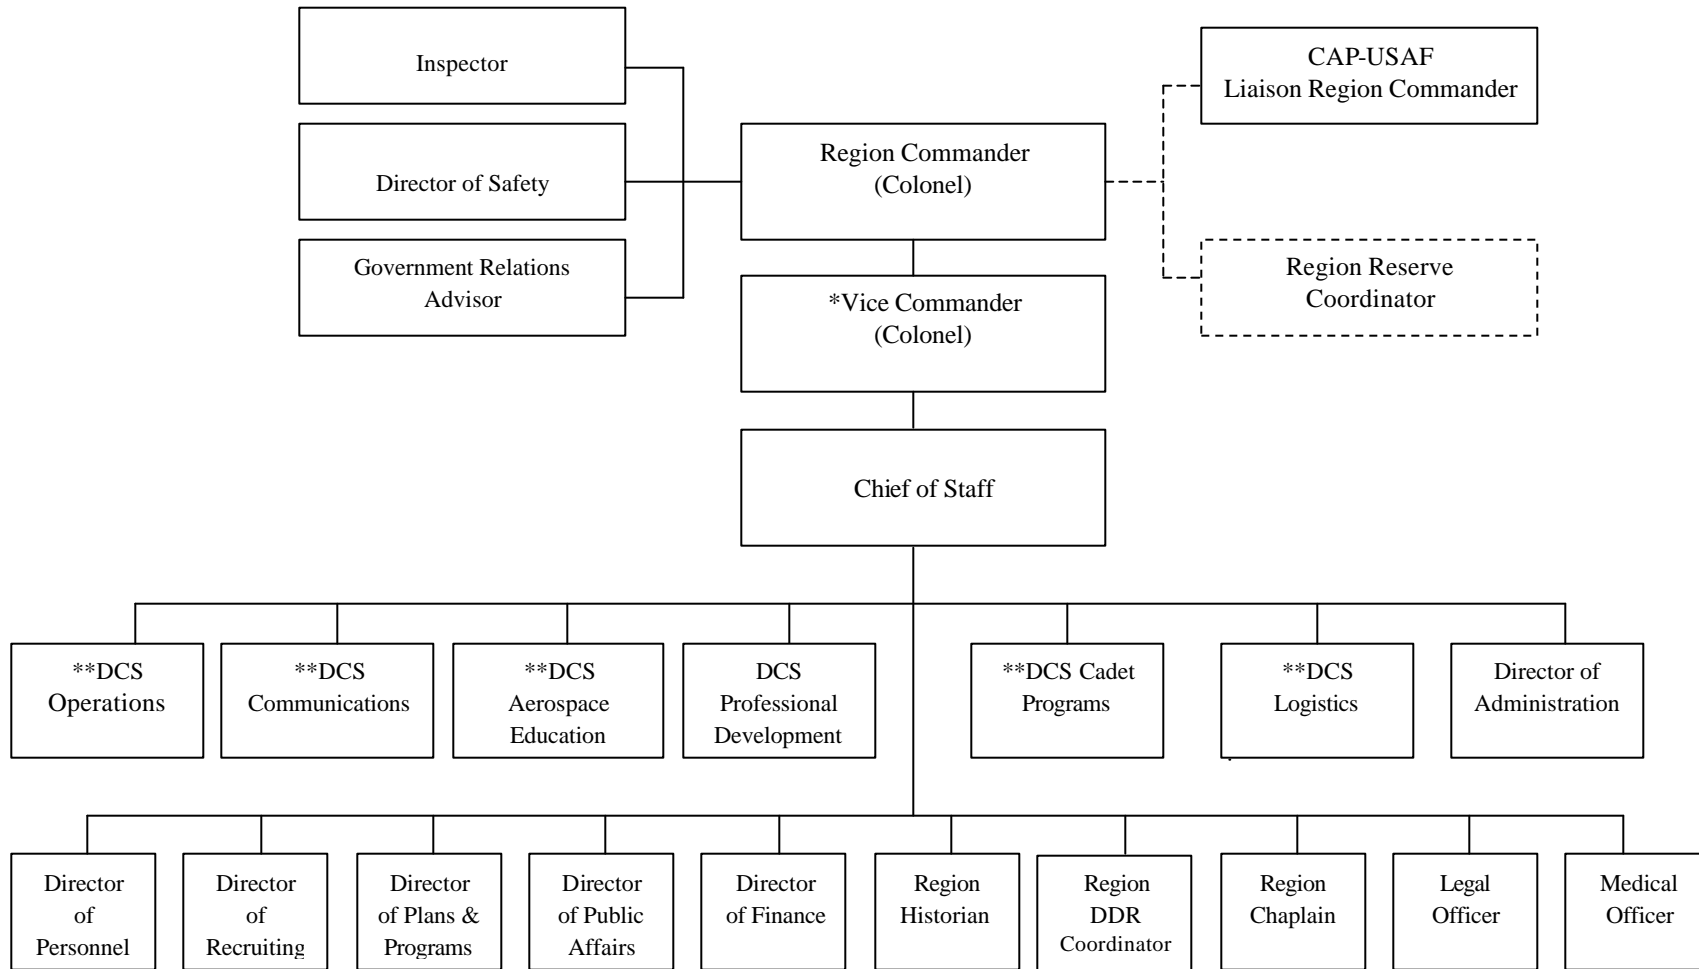 Inspector
CAP-USAF
Liaison Region Commander
Director of Safety
Region Commander
(Colonel)
Government Relations
Advisor
Region Reserve
Coordinator
*Vice Commander
(Colonel)
Chief of Staff
**DCS
Operations
**DCS
Communications
**DCS
Aerospace
Education
DCS
Professional
Development
**DCS Cadet
Programs
**DCS
Logistics
Director of
Administration
Director
of
Personnel
Director
of
Recruiting
Director
of Plans &
Programs
Director
of Public
Affairs
Director
of Finance
Region
Historian
Region
DDR
Coordinator
Region
Chaplain
Legal
Officer
Medical
Officer